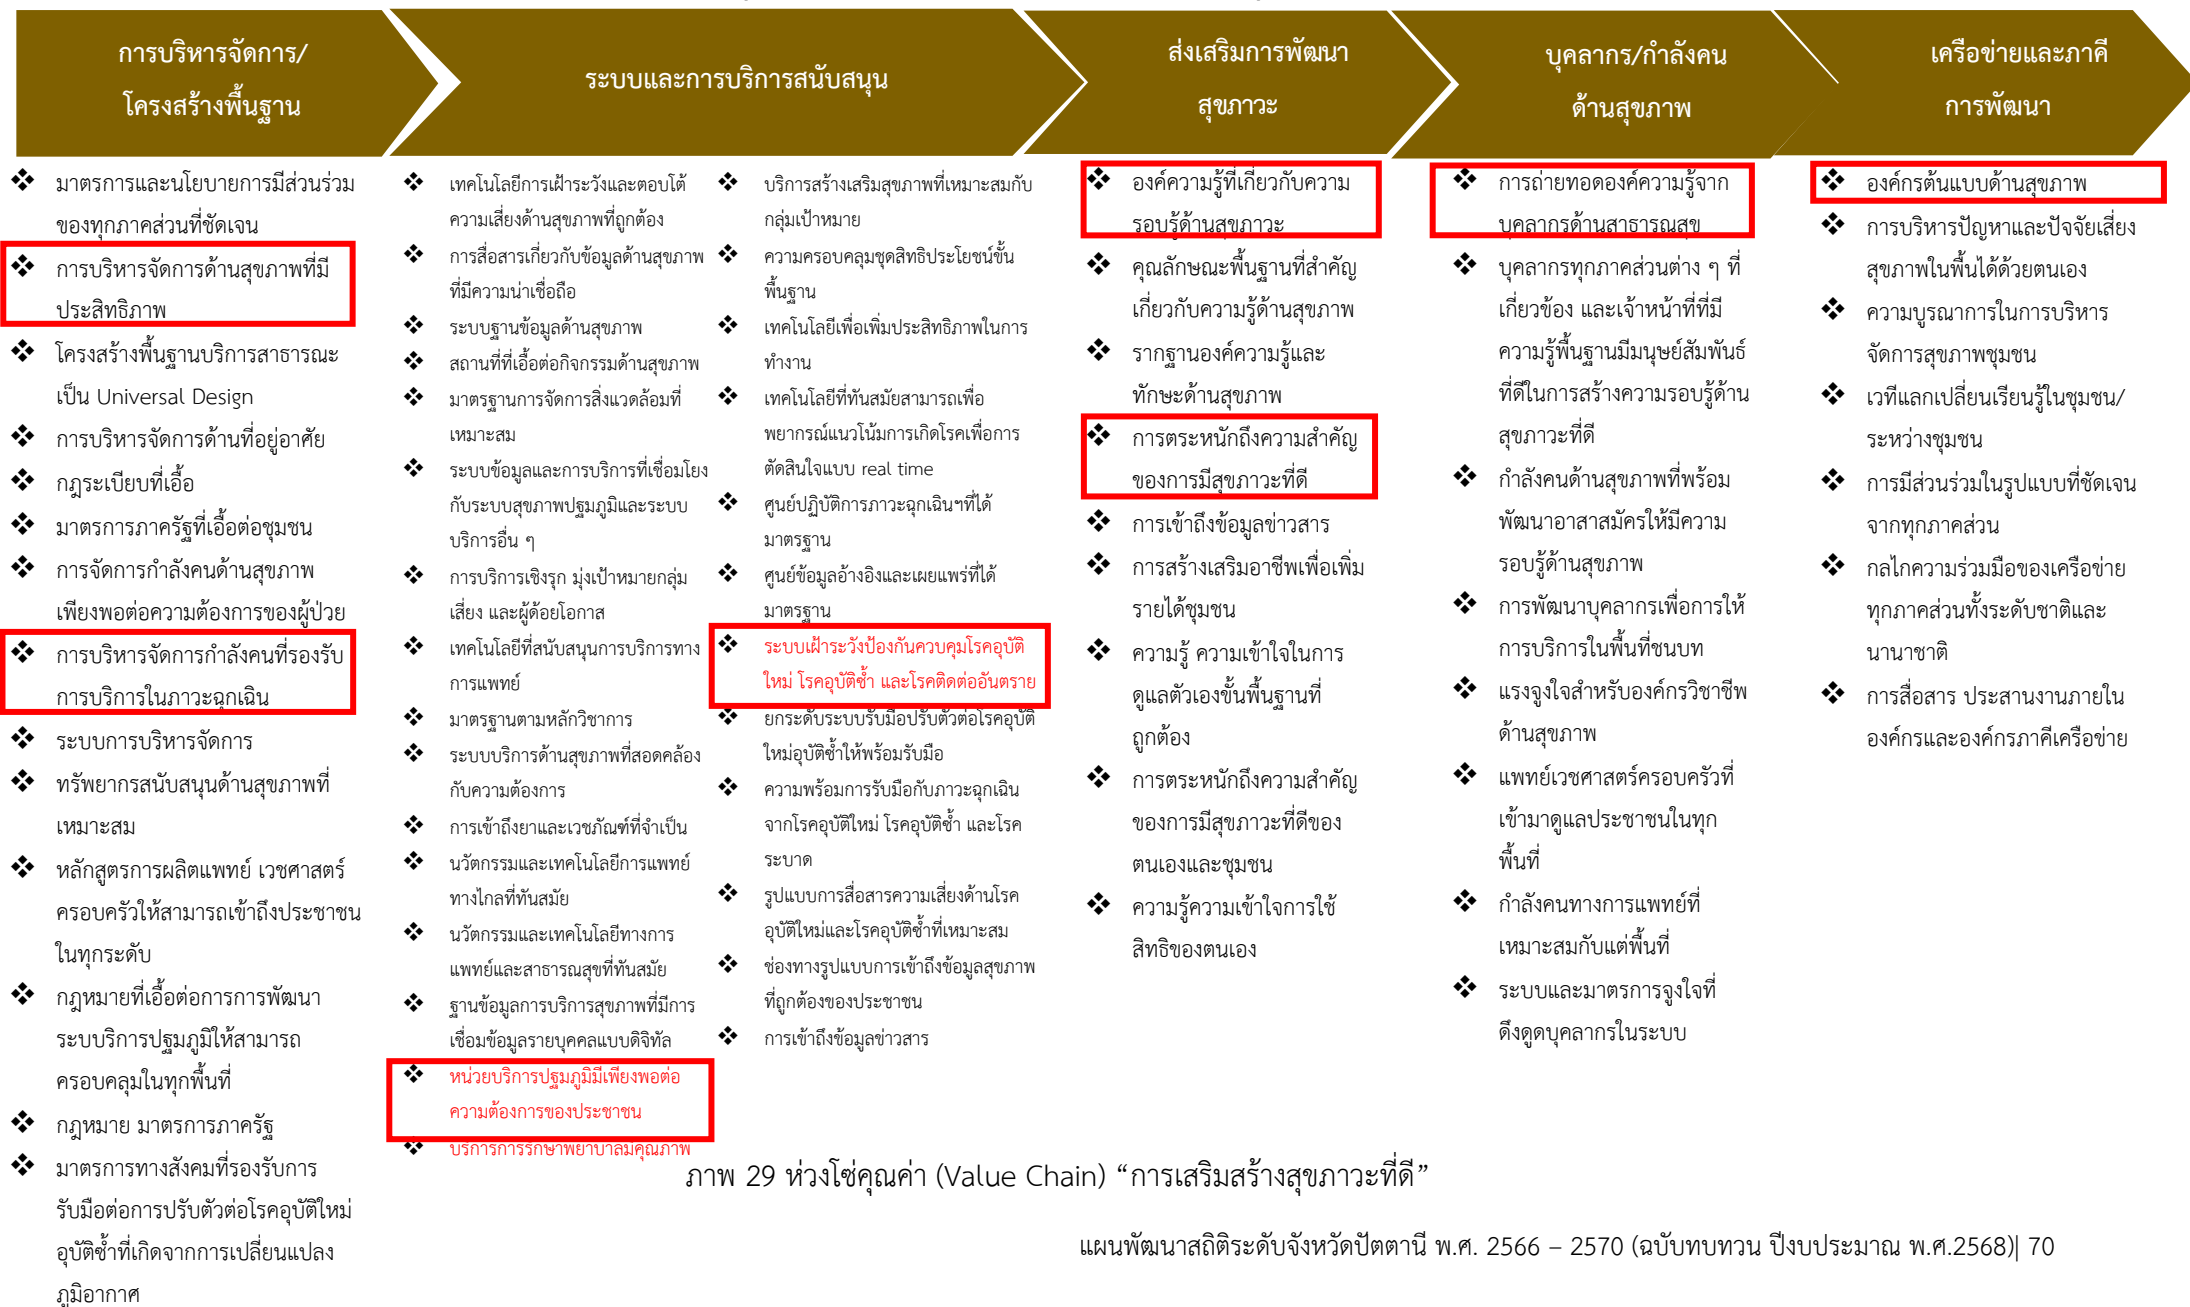 การบริหารจัดการ/
โครงสร้างพื้นฐาน
ระบบและการบริการสนับสนุน
ส่งเสริมการพัฒนา
สุขภาวะ
บุคลากร/กำลังคน
ด้านสุขภาพ
เครือข่ายและภาคี
การพัฒนา
❖ มาตรการและนโยบายการมีส่วนร่วม
ของทุกภาคส่วนที่ชัดเจน
❖ การบริหารจัดการด้านสุขภาพที่มี
ประสิทธิภาพ
❖ โครงสร้างพื้นฐานบริการสาธารณะ
เป็น Universal Design
❖ การบริหารจัดการด้านที่อยู่อาศัย
❖ กฎระเบียบที่เอื้อ
❖ มาตรการภาครัฐที่เอื้อต่อชุมชน
❖ การจัดการกำลังคนด้านสุขภาพ
เพียงพอต่อความต้องการของผู้ป่วย
❖ การบริหารจัดการกำลังคนที่รองรับ
การบริการในภาวะฉุกเฉิน
❖ ระบบการบริหารจัดการ
❖ ทรัพยากรสนับสนุนด้านสุขภาพที่
เหมาะสม
❖ หลักสูตรการผลิตแพทย์ เวชศาสตร์
ครอบครัวให้สามารถเข้าถึงประชาชน
ในทุกระดับ
❖ กฎหมายที่เอื้อต่อการการพัฒนา
ระบบบริการปฐมภูมิให้สามารถ
ครอบคลุมในทุกพื้นที่
❖ กฎหมาย มาตรการภาครัฐ
❖ มาตรการทางสังคมที่รองรับการ
รับมือต่อการปรับตัวต่อโรคอุบัติใหม่
อุบัติซ้ำที่เกิดจากการเปลี่ยนแปลง
ภูมิอากาศ
❖ เทคโนโลยีการเฝ้าระวังและตอบโต้
ความเสี่ยงด้านสุขภาพที่ถูกต้อง
❖ การสื่อสารเกี่ยวกับข้อมูลด้านสุขภาพ
ที่มีความน่าเชื่อถือ
❖ ระบบฐานข้อมูลด้านสุขภาพ
❖ สถานที่ที่เอื้อต่อกิจกรรมด้านสุขภาพ
❖ มาตรฐานการจัดการสิ่งแวดล้อมที่
เหมาะสม
❖ ระบบข้อมูลและการบริการที่เชื่อมโยง
กับระบบสุขภาพปฐมภูมิและระบบ
บริการอื่น ๆ
❖ การบริการเชิงรุก มุ่งเป้าหมายกลุ่ม
เสี่ยง และผู้ด้อยโอกาส
❖ เทคโนโลยีที่สนับสนุนการบริการทาง
การแพทย์
❖ มาตรฐานตามหลักวิชาการ
❖ ระบบบริการด้านสุขภาพที่สอดคล้อง
กับความต้องการ
❖ การเข้าถึงยาและเวชภัณฑ์ที่จำเป็น
❖ นวัตกรรมและเทคโนโลยีการแพทย์
ทางไกลที่ทันสมัย
❖ นวัตกรรมและเทคโนโลยีทางการ
แพทย์และสาธารณสุขที่ทันสมัย
❖ ฐานข้อมูลการบริการสุขภาพที่มีการ
เชื่อมข้อมูลรายบุคคลแบบดิจิทัล
❖ หน่วยบริการปฐมภูมิมีเพียงพอต่อ
ความต้องการของประชาชน
❖ บริการการรักษาพยาบาลมีคุณภาพ
❖ บริการสร้างเสริมสุขภาพที่เหมาะสมกับ
กลุ่มเป้าหมาย
❖ ความครอบคลุมชุดสิทธิประโยชน์ขั้น
พื้นฐาน
❖ เทคโนโลยีเพื่อเพิ่มประสิทธิภาพในการ
ทำงาน
❖ เทคโนโลยีที่ทันสมัยสามารถเพื่อ
พยากรณ์แนวโน้มการเกิดโรคเพื่อการ
ตัดสินใจแบบ real time
❖ ศูนย์ปฏิบัติการภาวะฉุกเฉินฯที่ได้
มาตรฐาน
❖ ศูนย์ข้อมูลอ้างอิงและเผยแพร่ที่ได้
มาตรฐาน
❖ ระบบเฝ้าระวังป้องกันควบคุมโรคอุบัติ
ใหม่ โรคอุบัติซ้ำ และโรคติดต่ออันตราย
❖ ยกระดับระบบรับมือปรับตัวต่อโรคอุบัติ
ใหม่อุบัติซ้ำให้พร้อมรับมือ
❖ ความพร้อมการรับมือกับภาวะฉุกเฉิน
จากโรคอุบัติใหม่ โรคอุบัติซ้ำ และโรค
ระบาด
❖ รูปแบบการสื่อสารความเสี่ยงด้านโรค
อุบัติใหม่และโรคอุบัติซ้ำที่เหมาะสม
❖ ช่องทางรูปแบบการเข้าถึงข้อมูลสุขภาพ
ที่ถูกต้องของประชาชน
❖ การเข้าถึงข้อมูลข่าวสาร
❖ องค์ความรู้ที่เกี่ยวกับความ
รอบรู้ด้านสุขภาวะ
❖ คุณลักษณะพื้นฐานที่สำคัญ
เกี่ยวกับความรู้ด้านสุขภาพ
❖ รากฐานองค์ความรู้และ
ทักษะด้านสุขภาพ
❖ การตระหนักถึงความสำคัญ
ของการมีสุขภาวะที่ดี
❖ การเข้าถึงข้อมูลข่าวสาร
❖ การสร้างเสริมอาชีพเพื่อเพิ่ม
รายได้ชุมชน
❖ ความรู้ ความเข้าใจในการ
ดูแลตัวเองขั้นพื้นฐานที่
ถูกต้อง
❖ การตระหนักถึงความสำคัญ
ของการมีสุขภาวะที่ดีของ
ตนเองและชุมชน
❖ ความรู้ความเข้าใจการใช้
สิทธิของตนเอง
❖ การถ่ายทอดองค์ความรู้จาก
บุคลากรด้านสาธารณสุข
❖ บุคลากรทุกภาคส่วนต่าง ๆ ที่
เกี่ยวข้อง และเจ้าหน้าที่ที่มี
ความรู้พื้นฐานมีมนุษย์สัมพันธ์
ที่ดีในการสร้างความรอบรู้ด้าน
สุขภาวะที่ดี
❖ กำลังคนด้านสุขภาพที่พร้อม
พัฒนาอาสาสมัครให้มีความ
รอบรู้ด้านสุขภาพ
❖ การพัฒนาบุคลากรเพื่อการให้
การบริการในพื้นที่ชนบท
❖ แรงจูงใจสำหรับองค์กรวิชาชีพ
ด้านสุขภาพ
❖ แพทย์เวชศาสตร์ครอบครัวที่
เข้ามาดูแลประชาชนในทุก
พื้นที่
❖ กำลังคนทางการแพทย์ที่
เหมาะสมกับแต่พื้นที่
❖ ระบบและมาตรการจูงใจที่
ดึงดูดบุคลากรในระบบ
❖ องค์กรต้นแบบด้านสุขภาพ
❖ การบริหารปัญหาและปัจจัยเสี่ยง
สุขภาพในพื้นได้ด้วยตนเอง
❖ ความบูรณาการในการบริหาร
จัดการสุขภาพชุมชน
❖ เวทีแลกเปลี่ยนเรียนรู้ในชุมชน/
ระหว่างชุมชน
❖ การมีส่วนร่วมในรูปแบบที่ชัดเจน
จากทุกภาคส่วน
❖ กลไกความร่วมมือของเครือข่าย
ทุกภาคส่วนทั้งระดับชาติและ
นานาชาติ
❖ การสื่อสาร ประสานงานภายใน
องค์กรและองค์กรภาคีเครือข่าย
ภาพ 29 ห่วงโซ่คุณค่า (Value Chain) “การเสริมสร้างสุขภาวะที่ดี”
แผนพัฒนาสถิติระดับจังหวัดปัตตานี พ.ศ. 2566 – 2570 (ฉบับทบทวน ปีงบประมาณ พ.ศ.2568)| 70